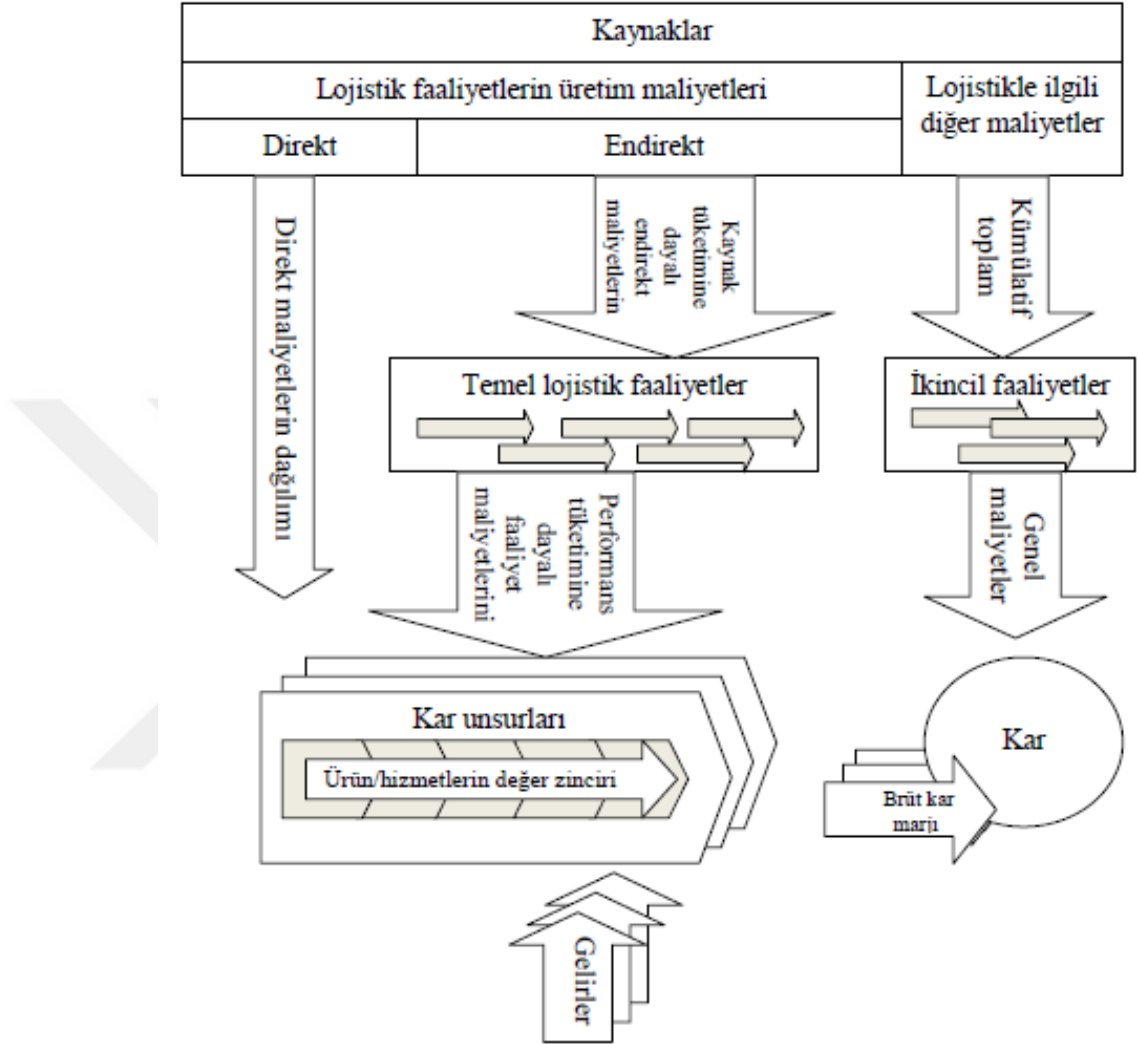 Kaynaklar
Lojistik faaliyetlerin üretim maliyetleri
Lojistikle ilgili
diğer maliyetler
Direkt
Endirekt
Direkt maliyetlerin dağılımı
Kaynak
tüketimine
dayalı
endirekt
maliyetlerin
Kümülatif
toplam
Temel lojistik faaliyetler
İkincil faaliyetler
Performans
tüketimine
dayalı
faaliyet
maliyetlerini
Genel
maliyetler
Kar unsurları
Ürün/hizmetlerin değer zinciri
Kar
Brüt kar
marjı
Gelirler